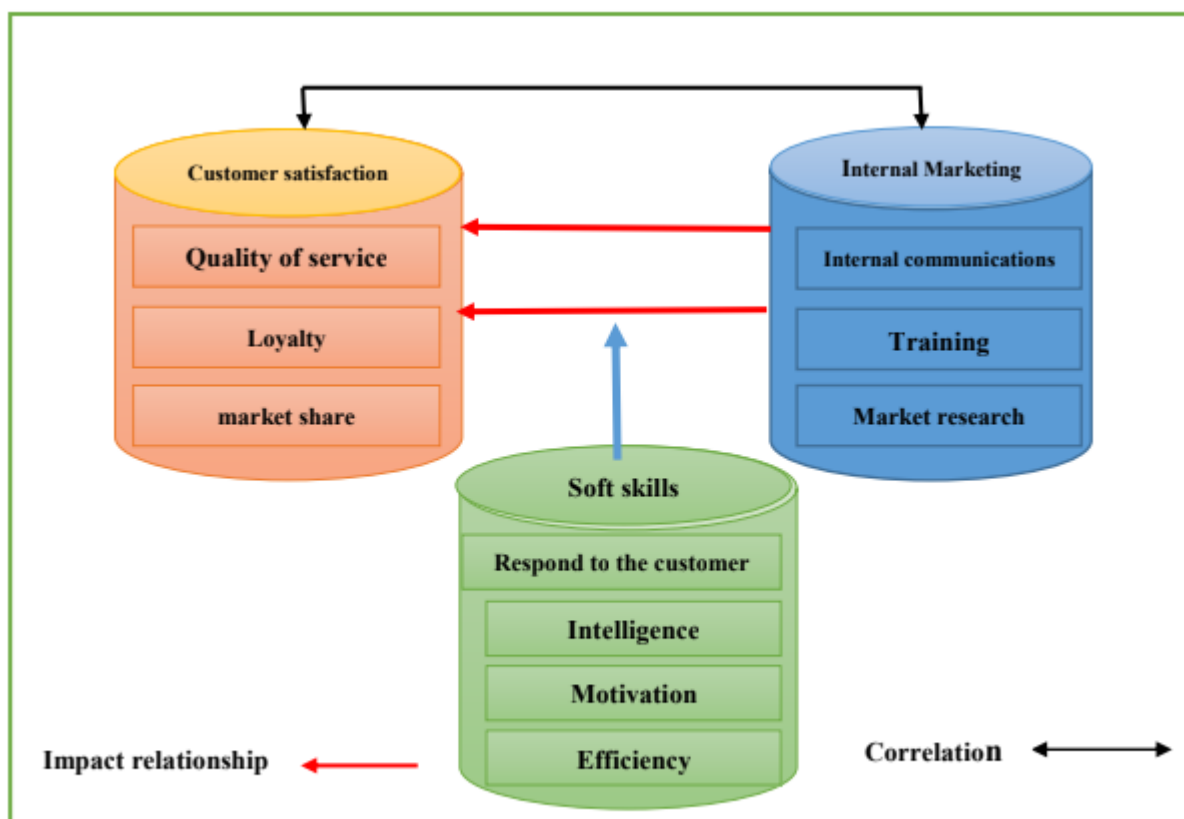 Customer satisfaction
Quality of service
Loyalty
market share
Internal Marketing
Internal communications
Training
Market research
Soft skills
Respond to the customer
Intelligence
Motivation
Efficiency
Impact relationship
Correlation